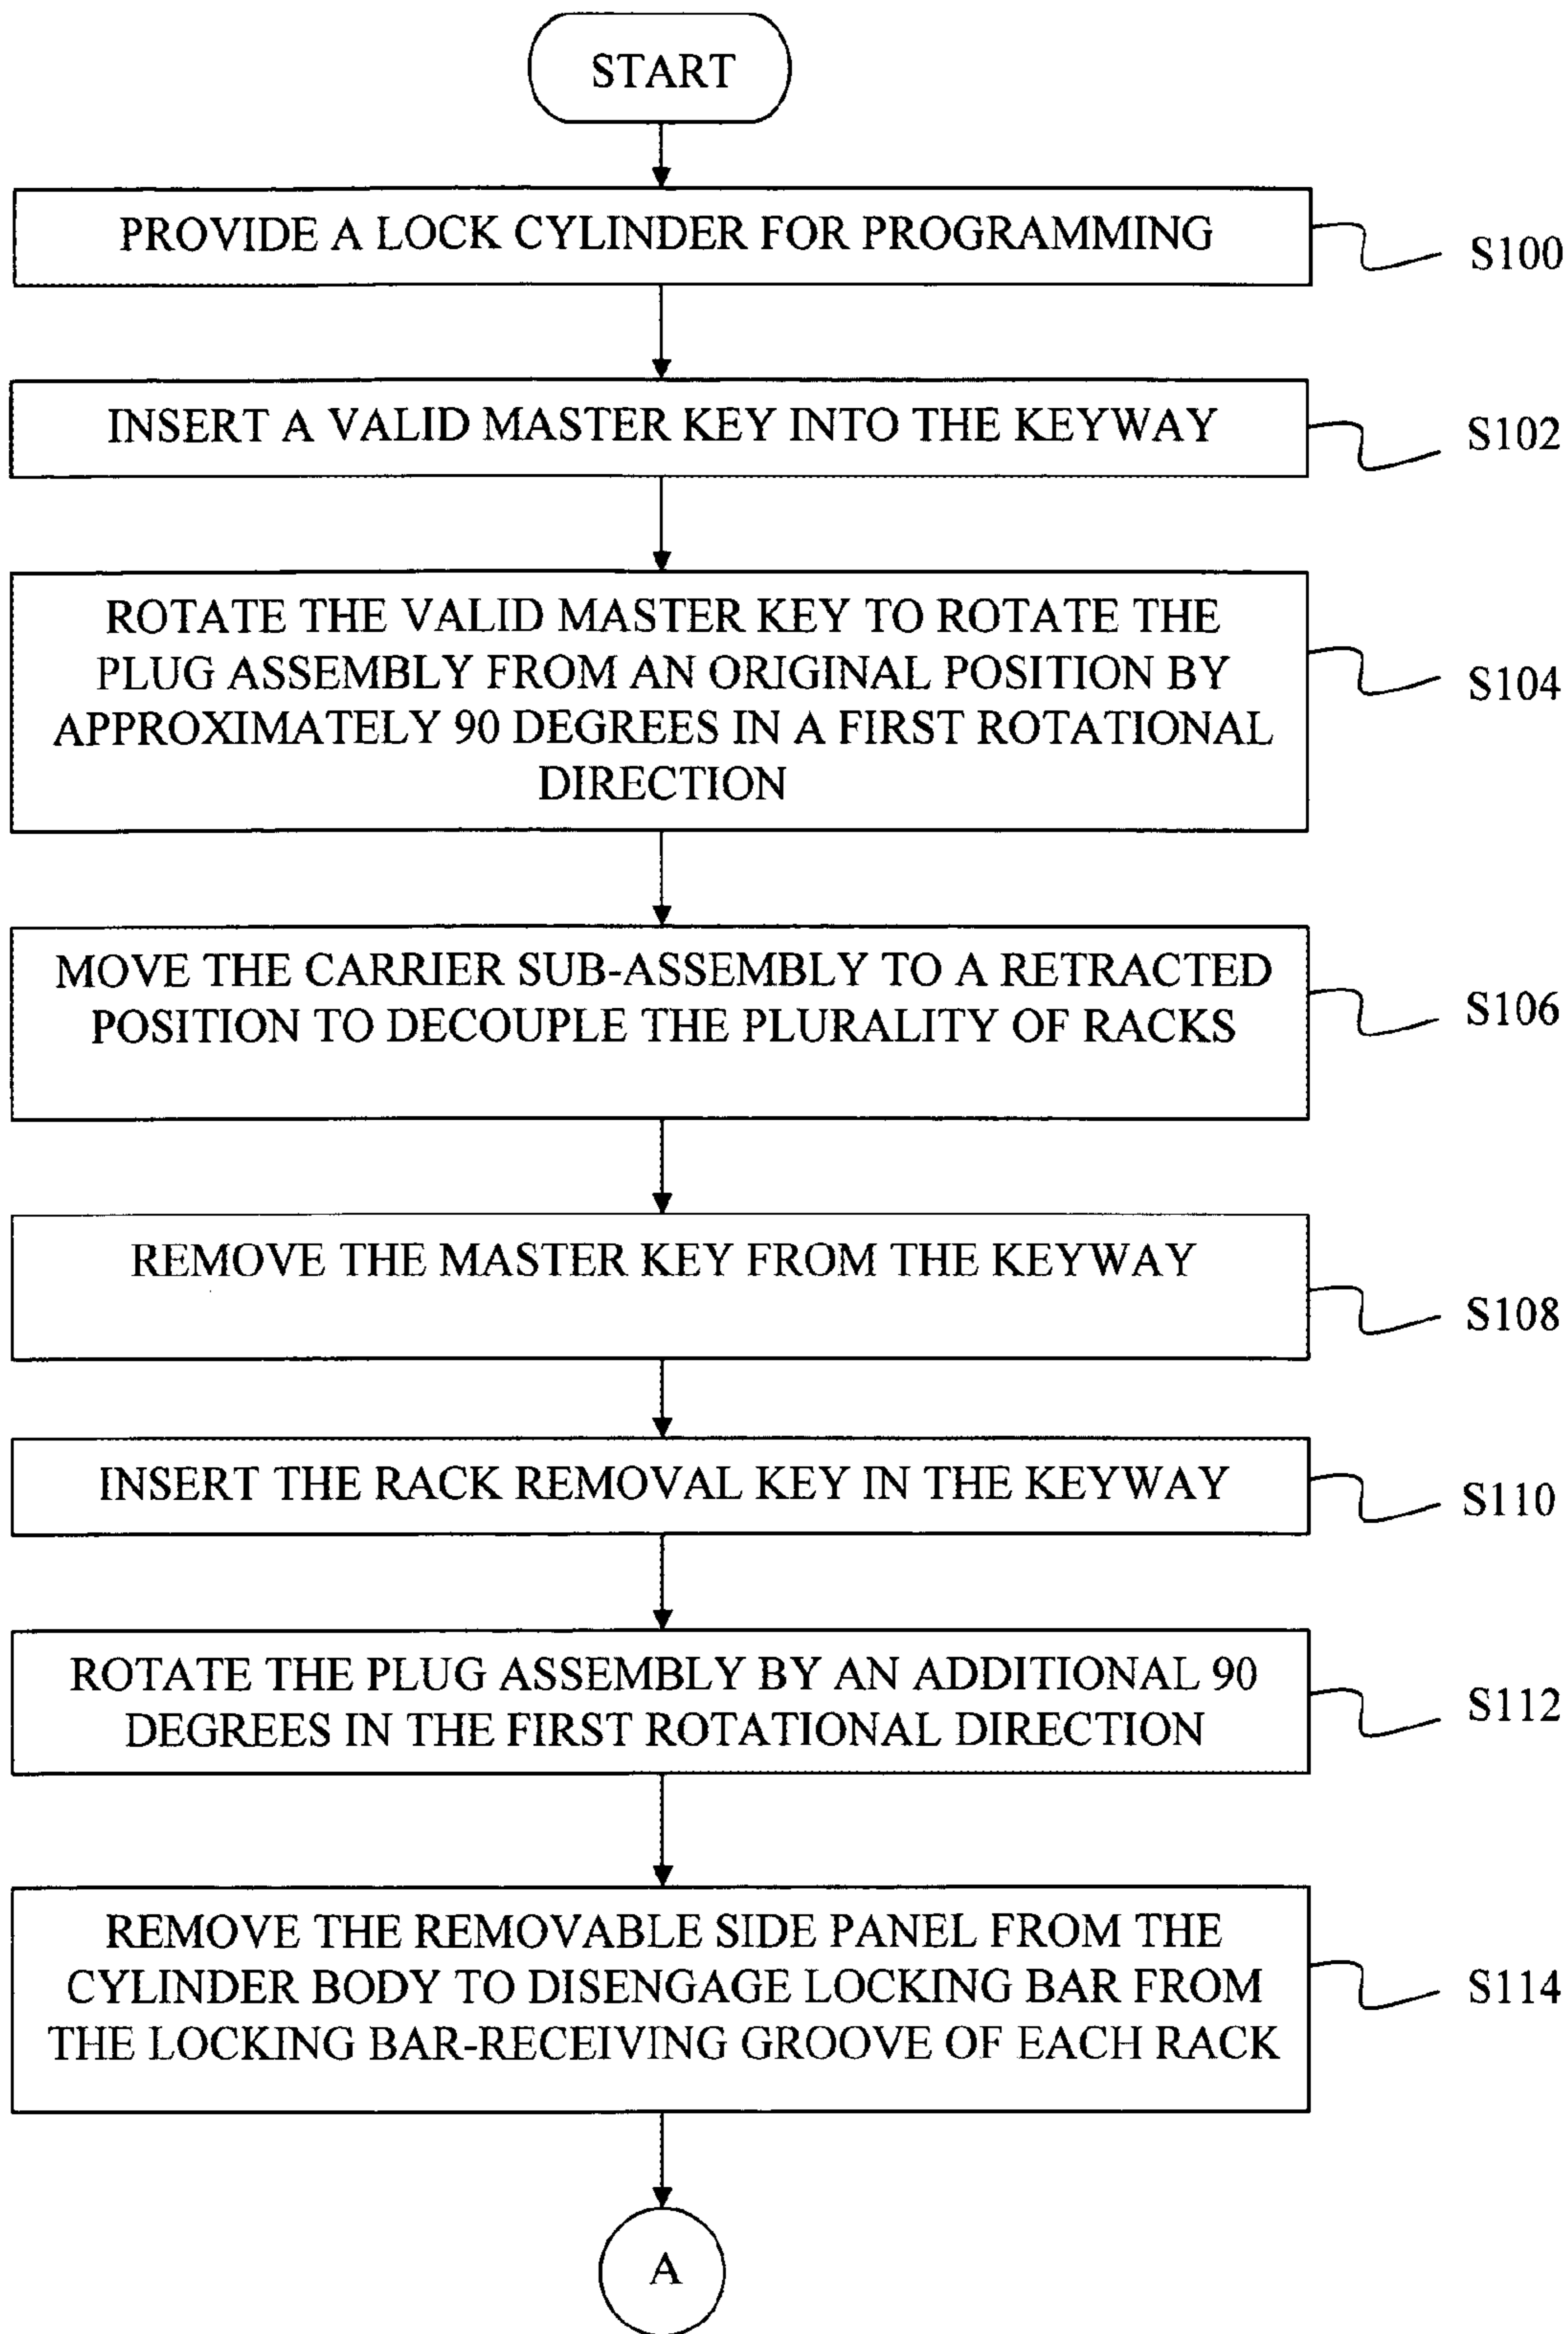 START
PROVIDE A LOCK CYLINDER FOR PROGRAMMING
S100
INSERT A VALID MASTER KEY INTO THE KEYWAY
S102
ROTATE THE VALID MASTER KEY TO ROTATE THE
PLUG ASSEMBLY FROM AN ORIGINAL POSITION BY
APPROXIMATELY 90 DEGREES IN A FIRST ROTATIONAL
DIRECTION
S104
MOVE THE CARRIER SUB-ASSEMBLY TO A RETRACTED
POSITION TO DECOUPLE THE PLURALITY OF RACKS
S106
REMOVE THE MASTER KEY FROM THE KEYWAY
S108
INSERT THE RACK REMOVAL KEY IN THE KEYWAY
S110
ROTATE THE PLUG ASSEMBLY BY AN ADDITIONAL 90
DEGREES IN THE FIRST ROTATIONAL DIRECTION
S112
REMOVE THE REMOVABLE SIDE PANEL FROM THE
CYLINDER BODY TO DISENGAGE LOCKING BAR FROM
THE LOCKING BAR-RECEIVING GROOVE OF EACH RACK
S114
A